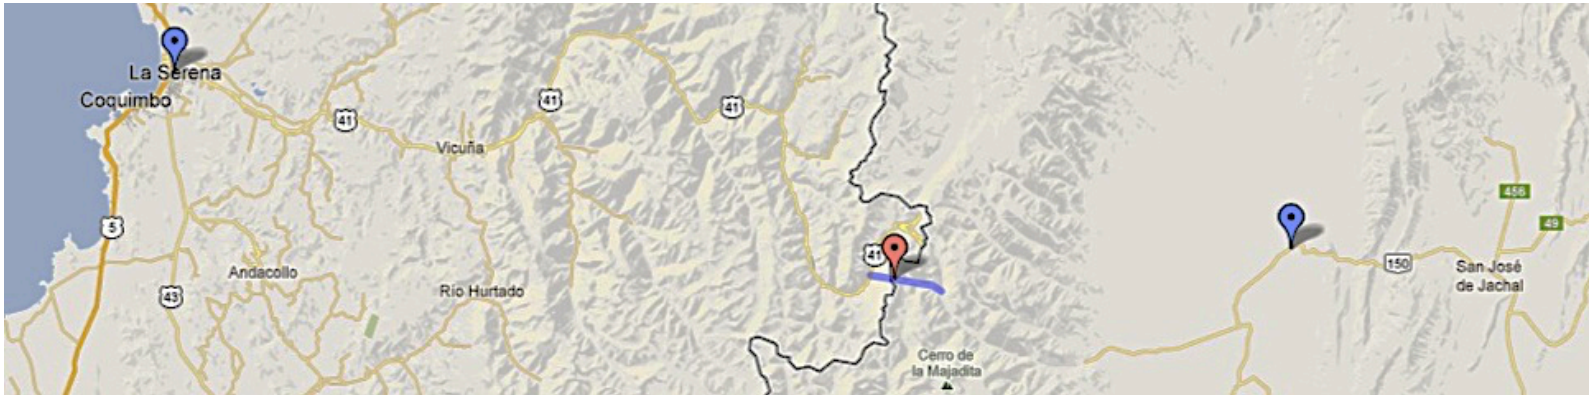 La Serena
Coquimbo
41
41
41
Vicuña
5
43
Andacollo
Río Hurtado
41
Cerro de
la Majadita
150
456
49
San José
de Jachal